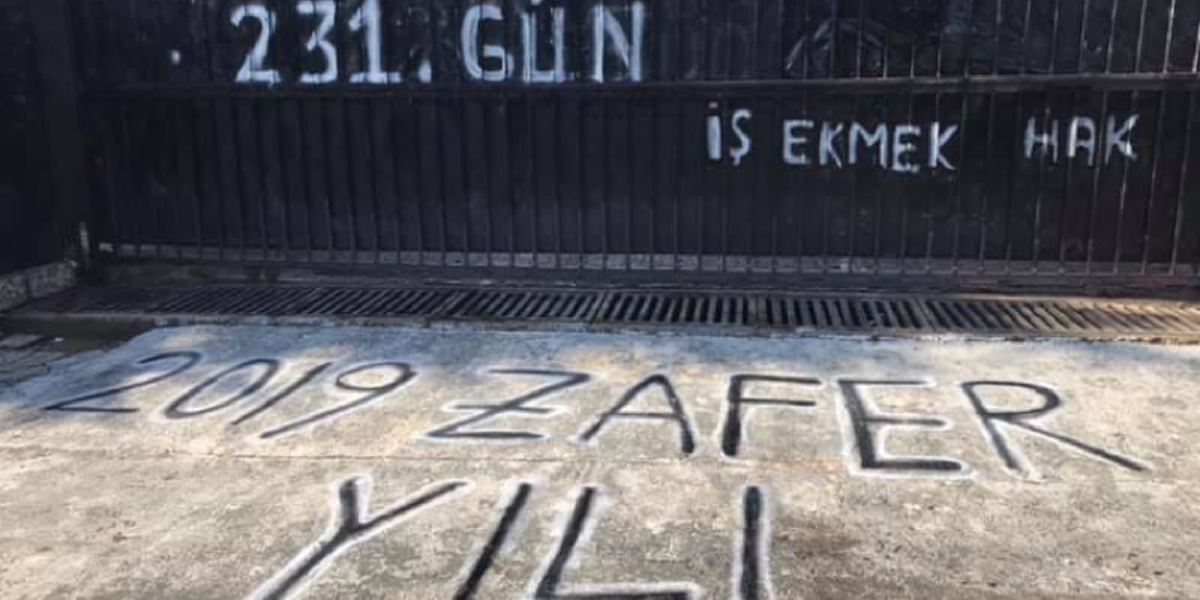 231. GÜN
İŞ EKMEK HAK
2019 ZAFER
YILI